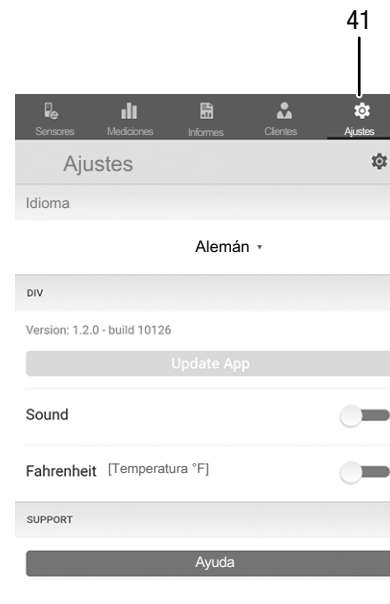 41
Sensores Mediciones Informes Clientes Ajustes
Ajustes
Idioma
Alemán
DIV
Version: 1.2.0 - build 10126
Update App
Sound
Fahrenheit [Temperatura °F]
SUPPORT
Ayuda